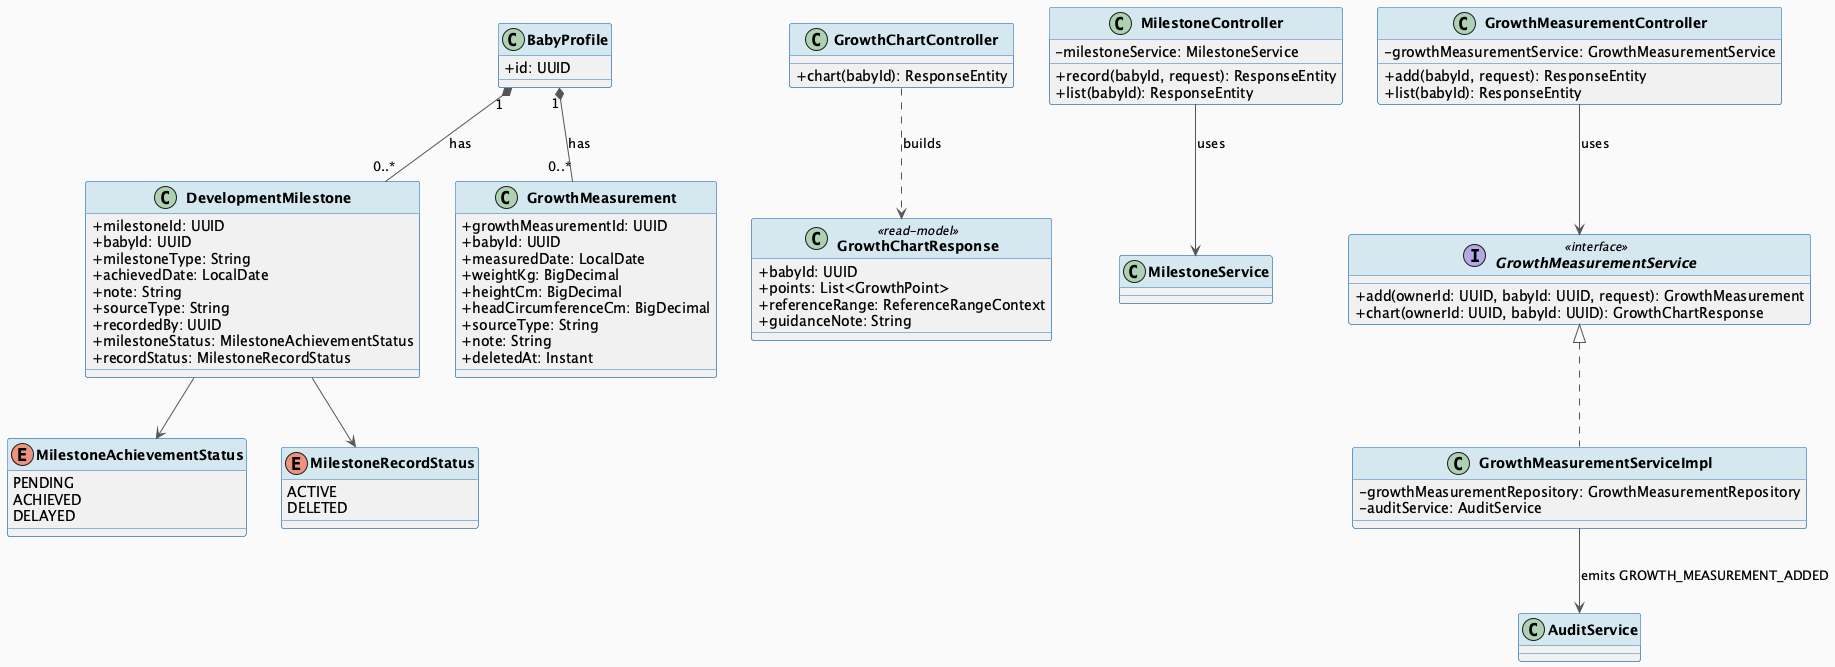 C BabyProfile
+id: UUID
1
1
has
has
0..*
0..*
C DevelopmentMilestone
+milestoneId: UUID
+babyId: UUID
+milestoneType: String
+achievedDate: LocalDate
+note: String
+sourceType: String
+recordedBy: UUID
+milestoneStatus: MilestoneAchievementStatus
+recordStatus: MilestoneRecordStatus
C GrowthMeasurement
+growthMeasurementId: UUID
+babyId: UUID
+measuredDate: LocalDate
+weightKg: BigDecimal
+heightCm: BigDecimal
+headCircumferenceCm: BigDecimal
+sourceType: String
+note: String
+deletedAt: Instant
E MilestoneAchievementStatus
PENDING
ACHIEVED
DELAYED
E MilestoneRecordStatus
ACTIVE
DELETED
C GrowthChartController
+chart(babyId): ResponseEntity
builds
«read-model»
C GrowthChartResponse
+babyId: UUID
+points: List<GrowthPoint>
+referenceRange: ReferenceRangeContext
+guidanceNote: String
C MilestoneController
-milestoneService: MilestoneService
+record(babyId, request): ResponseEntity
+list(babyId): ResponseEntity
uses
C MilestoneService
C GrowthMeasurementController
-growthMeasurementService: GrowthMeasurementService
+add(babyId, request): ResponseEntity
+list(babyId): ResponseEntity
uses
«interface»
I GrowthMeasurementService
+add(ownerId: UUID, babyId: UUID, request): GrowthMeasurement
+chart(ownerId: UUID, babyId: UUID): GrowthChartResponse
C GrowthMeasurementServiceImpl
-growthMeasurementRepository: GrowthMeasurementRepository
-auditService: AuditService
emits GROWTH_MEASUREMENT_ADDED
C AuditService